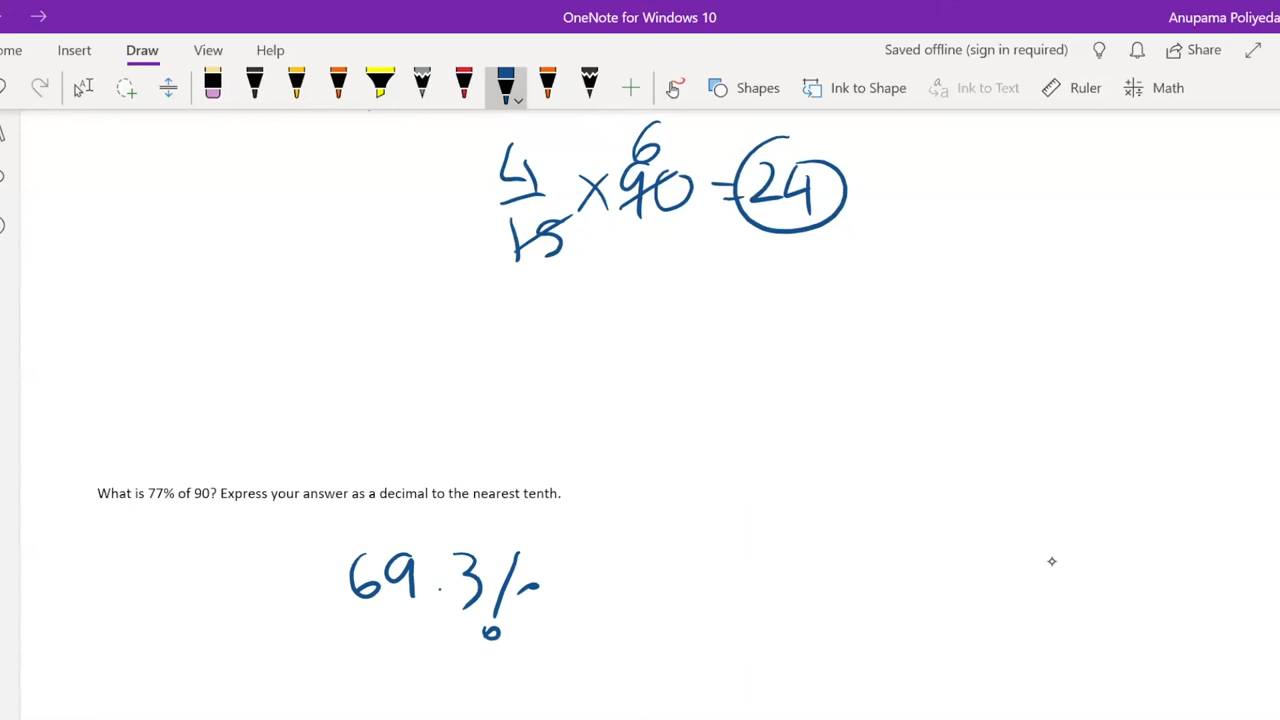 OneNote for Windows 10
Anupama Poliyeda
ome Insert Draw View Help
Saved offline (sign in required) Share
Shapes Ink to Shape Ink to Text Ruler Math
6
4/15 × 90 = 24
What is 77% of 90? Express your answer as a decimal to the nearest tenth.
69.3/